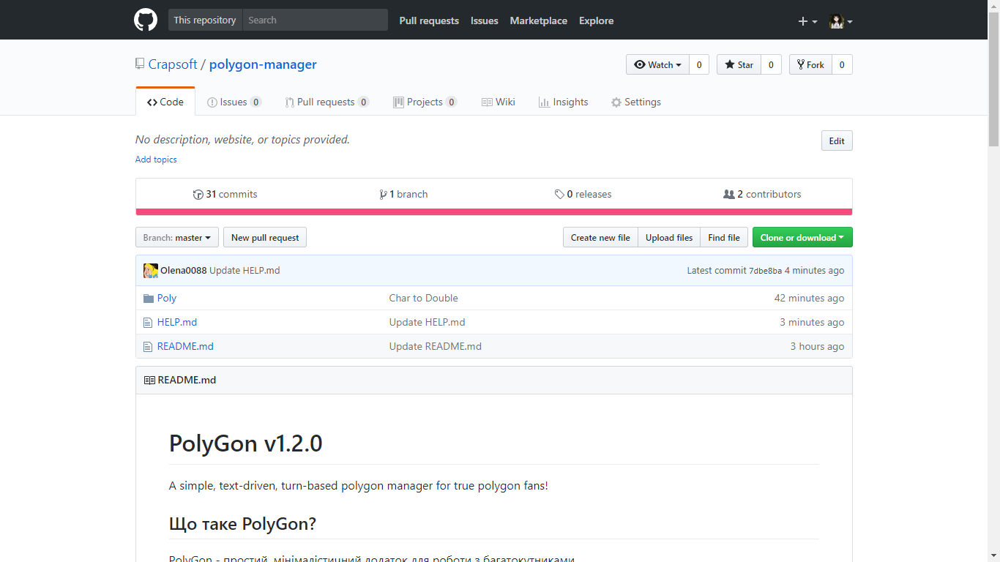 This repository Search Pull requests Issues Marketplace Explore
Crapsoft / polygon-manager Watch 0 Star 0 Fork 0
Code Issues 0 Pull requests 0 Projects 0 Wiki Insights Settings
No description, website, or topics provided. Edit
Add topics
31 commits 1 branch 0 releases 2 contributors
Branch: master New pull request Create new file Upload files Find file Clone or download
Olena0088 Update HELP.md Latest commit 7dbe8ba 4 minutes ago
Poly Char to Double 42 minutes ago
HELP.md Update HELP.md 3 minutes ago
README.md Update README.md 3 hours ago
README.md
PolyGon v1.2.0
A simple, text-driven, turn-based polygon manager for true polygon fans!
Що таке PolyGon?
PolyGon - простий, мінімалістичний додаток для роботи з багатокутниками